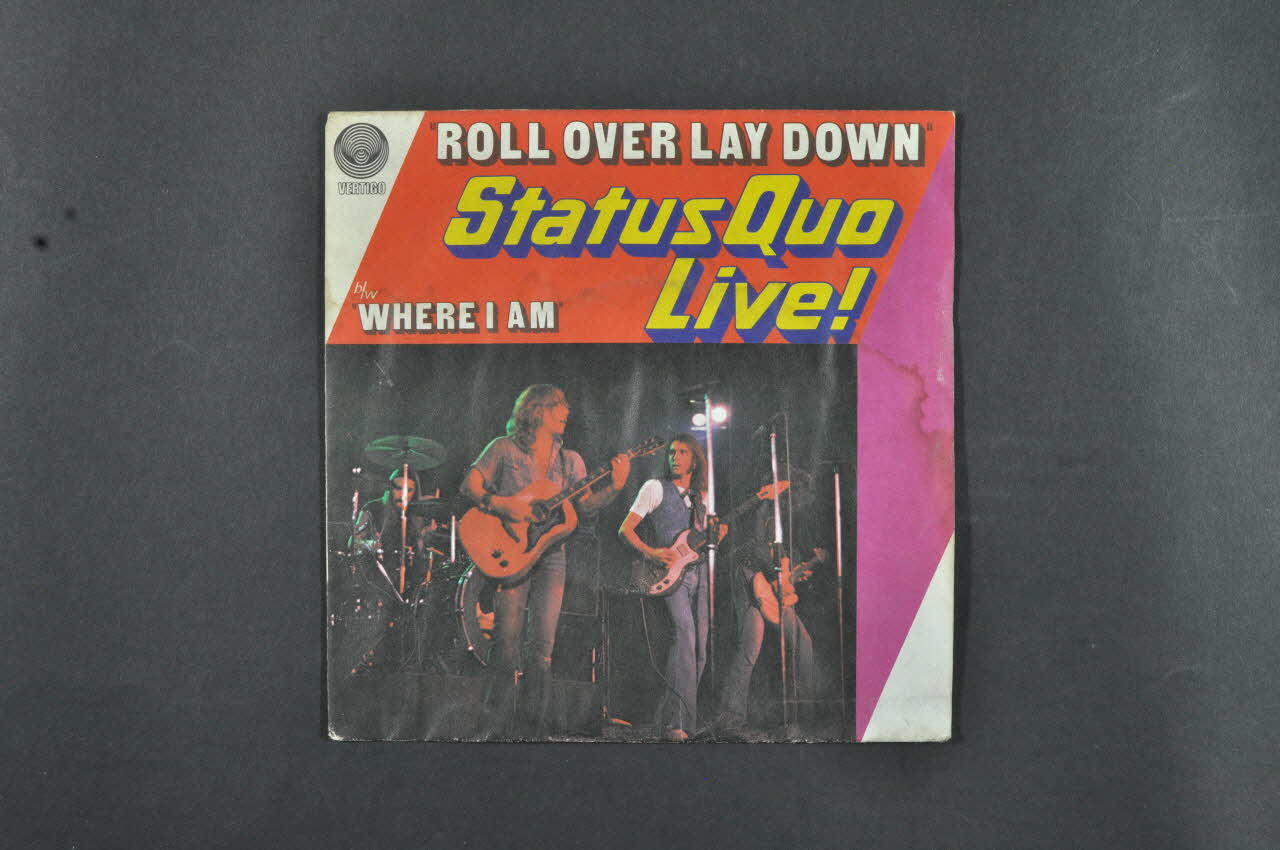 VERTIGO
"ROLL OVER LAY DOWN"
Status Quo
Live!
b/w
"WHERE I AM"